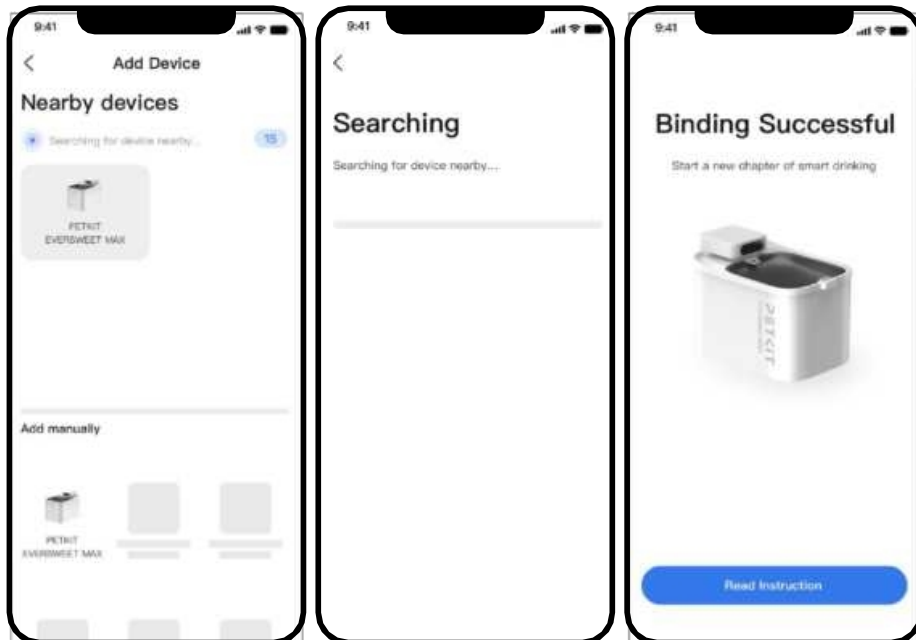 9:41
Add Device
Nearby devices
Searching for device nearby...
15
PETKIT
EVERSWEET MAX
Add manually
PETKIT
EVERSWEET MAX
9:41
Searching
Searching for device nearby...
9:41
Binding Successful
Start a new chapter of smart drinking
PETKIT
Read Instruction